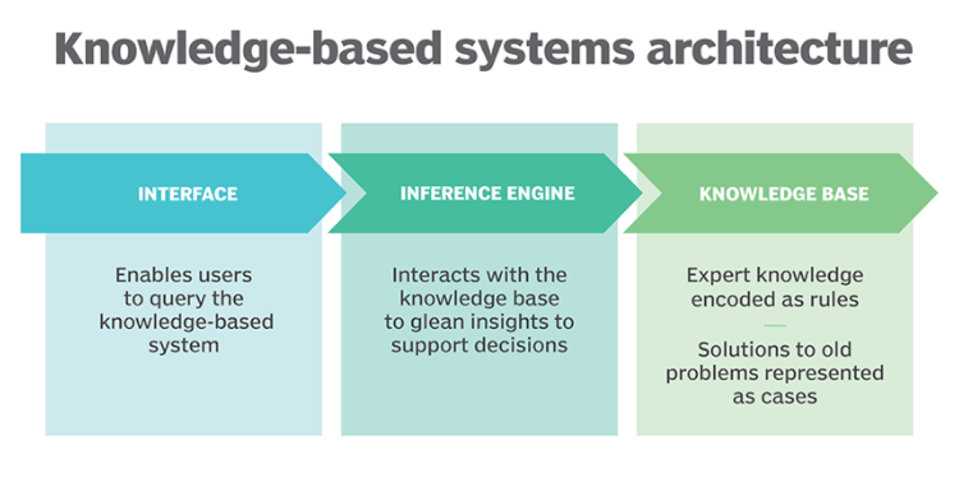 Knowledge-based systems architecture
INTERFACE
Enables users
to query the
knowledge-based
system
INFERENCE ENGINE
Interacts with the
knowledge base
to glean insights to
support decisions
KNOWLEDGE BASE
Expert knowledge
encoded as rules
Solutions to old
problems represented
as cases